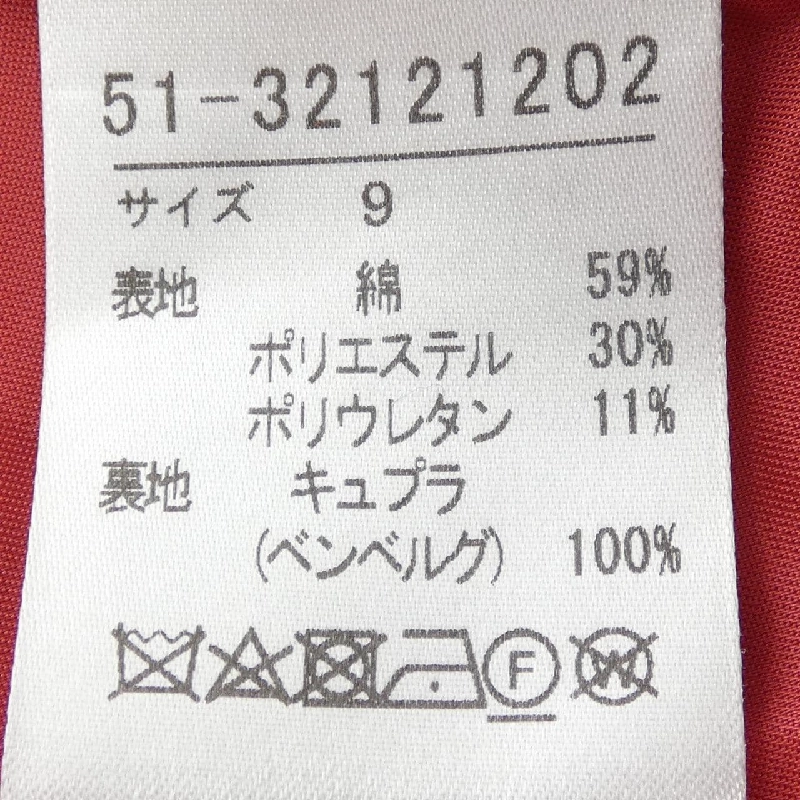 51-32121202
サイズ 9
表地 綿 59%
ポリエステル 30%
ポリウレタン 11%
裏地 キュプラ
(ベンベルグ) 100%
F W